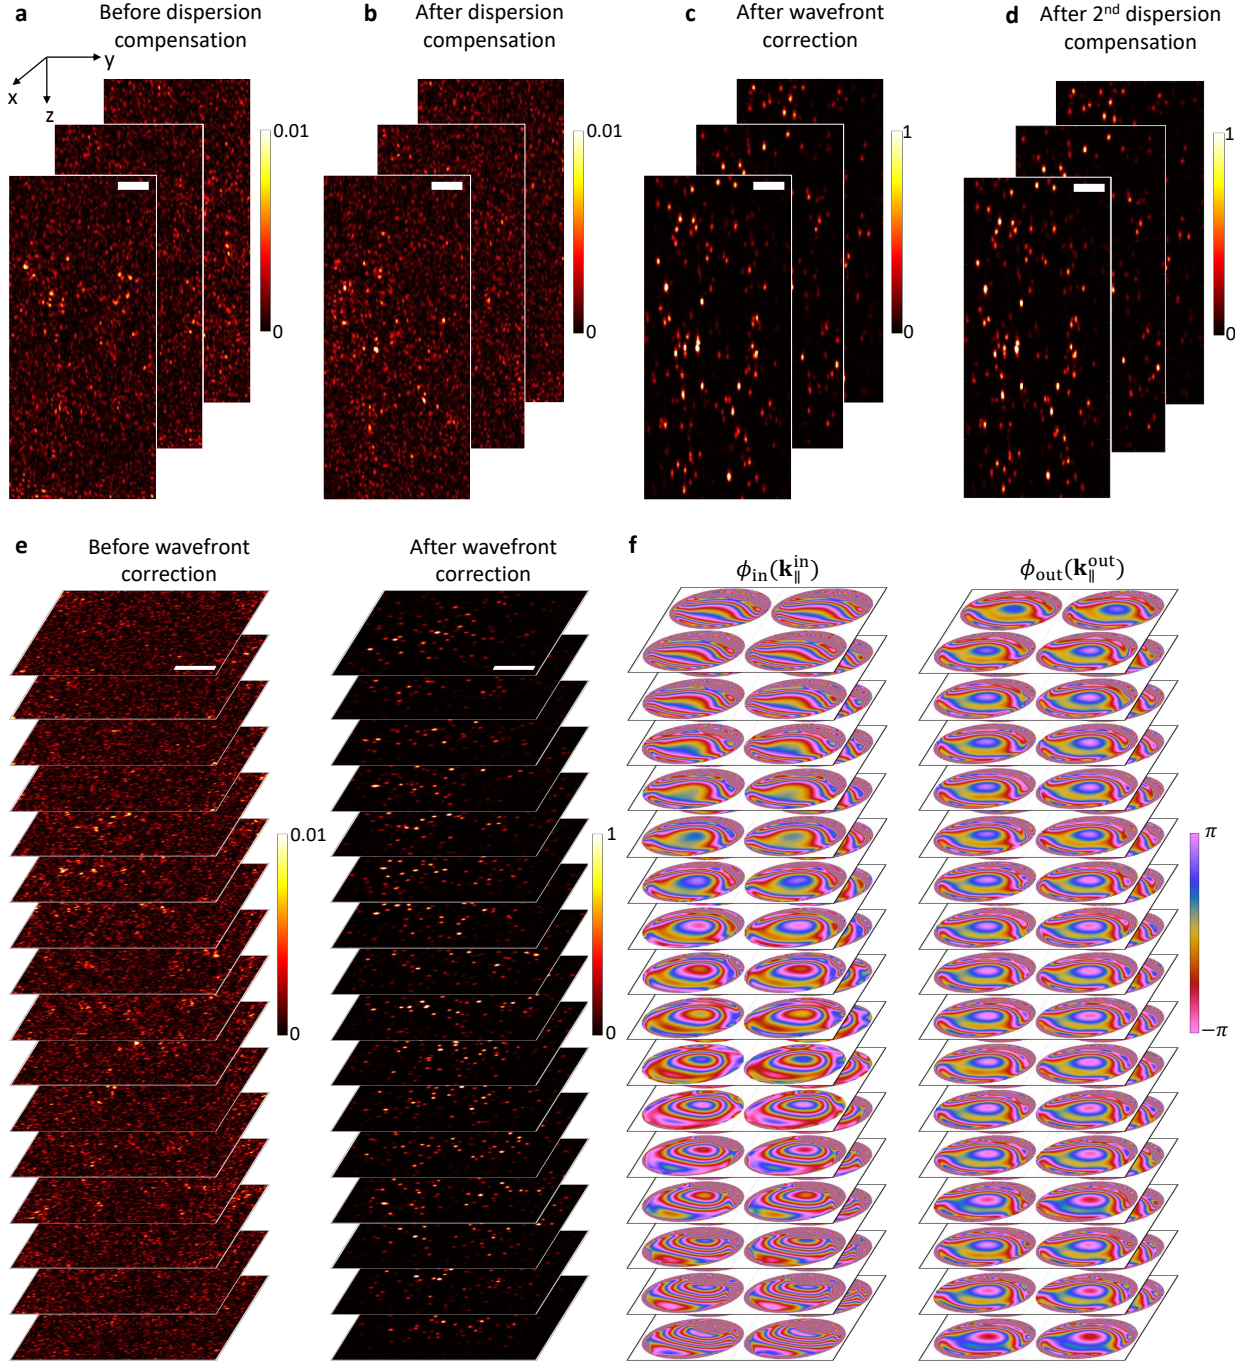 a Before dispersion
compensation
b After dispersion
compensation
c After wavefront
correction
d After 2nd dispersion
compensation
y
x
z
0.01
0
0.01
0
1
0
1
0
e Before wavefront
correction
After wavefront
correction
0.01
0
1
0
f ϕin(k∥in)
ϕout(k∥out)
π
−π